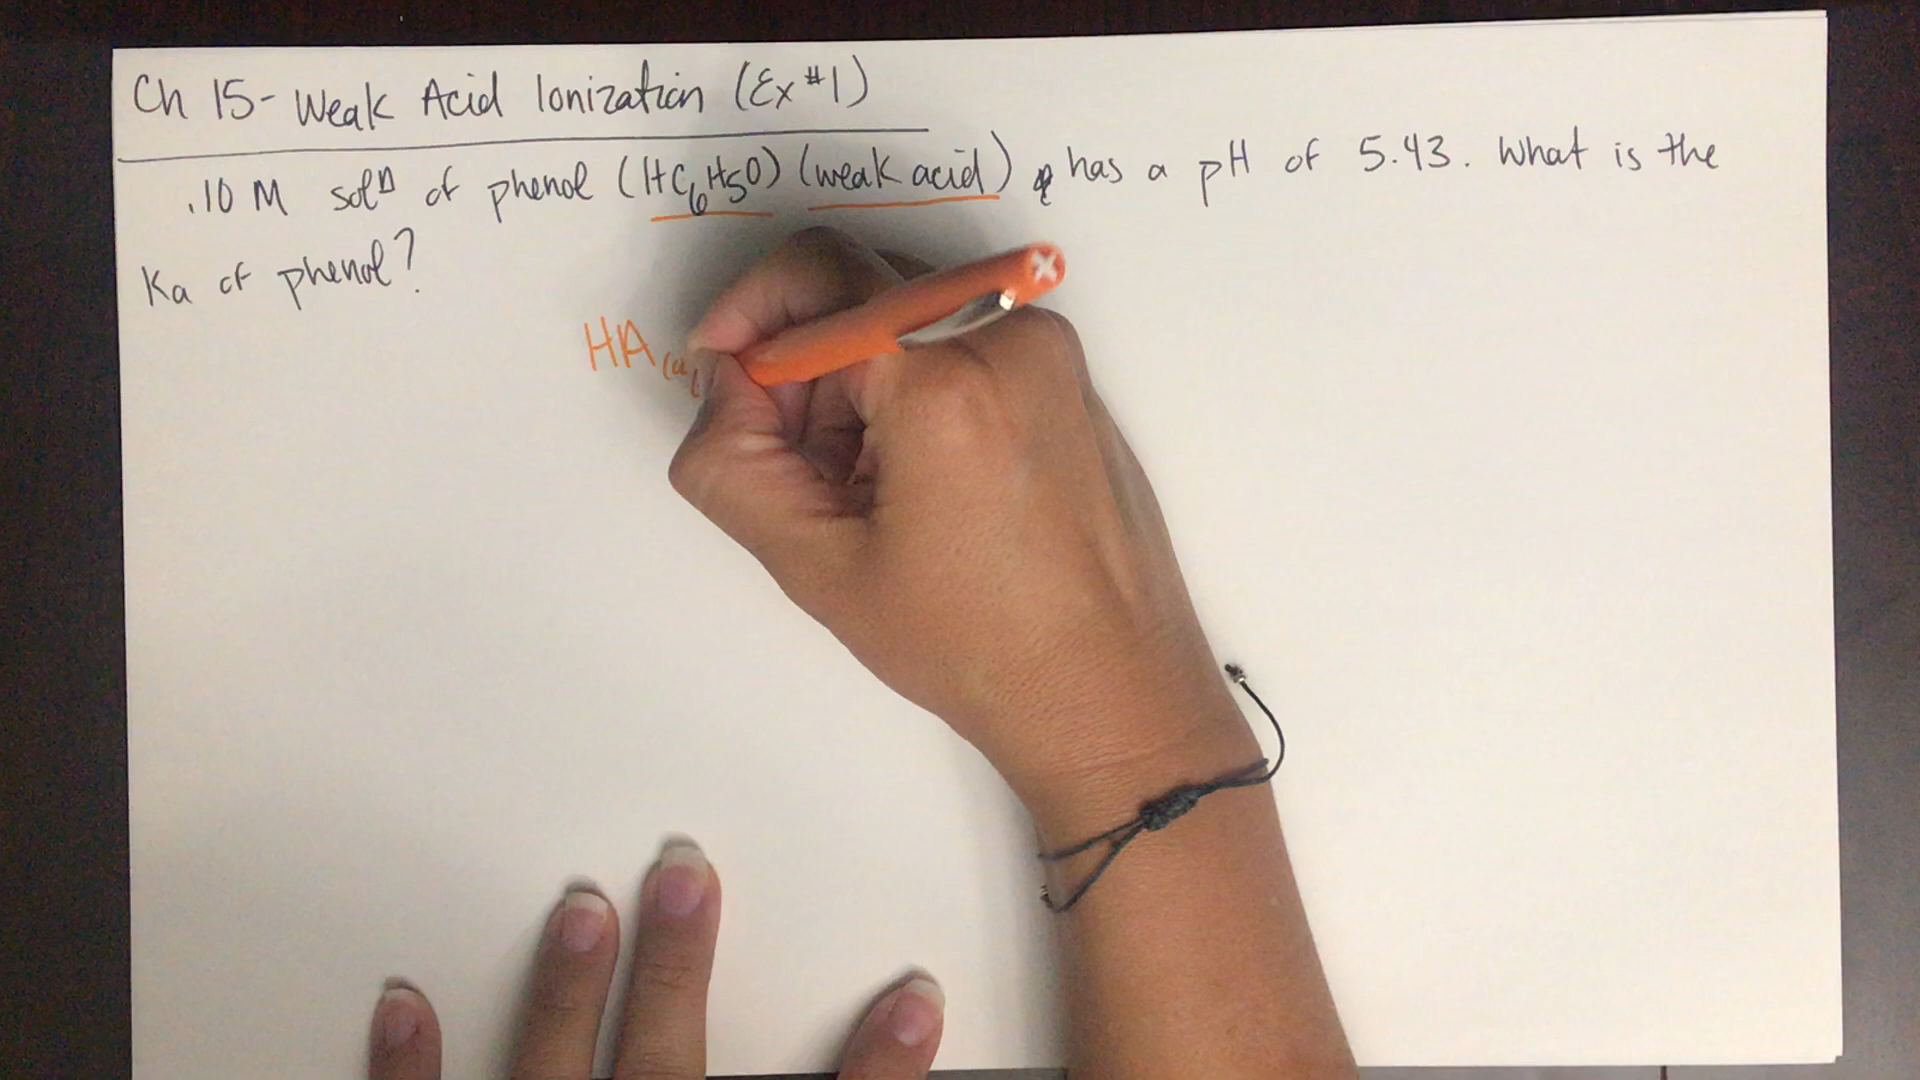 Ch 15- Weak Acid Ionization (Ex #1)
.10 M solⁿ of phenol (HC₆H₅O) (weak acid) has a pH of 5.43. What is the
Ka of phenol?
HA(a